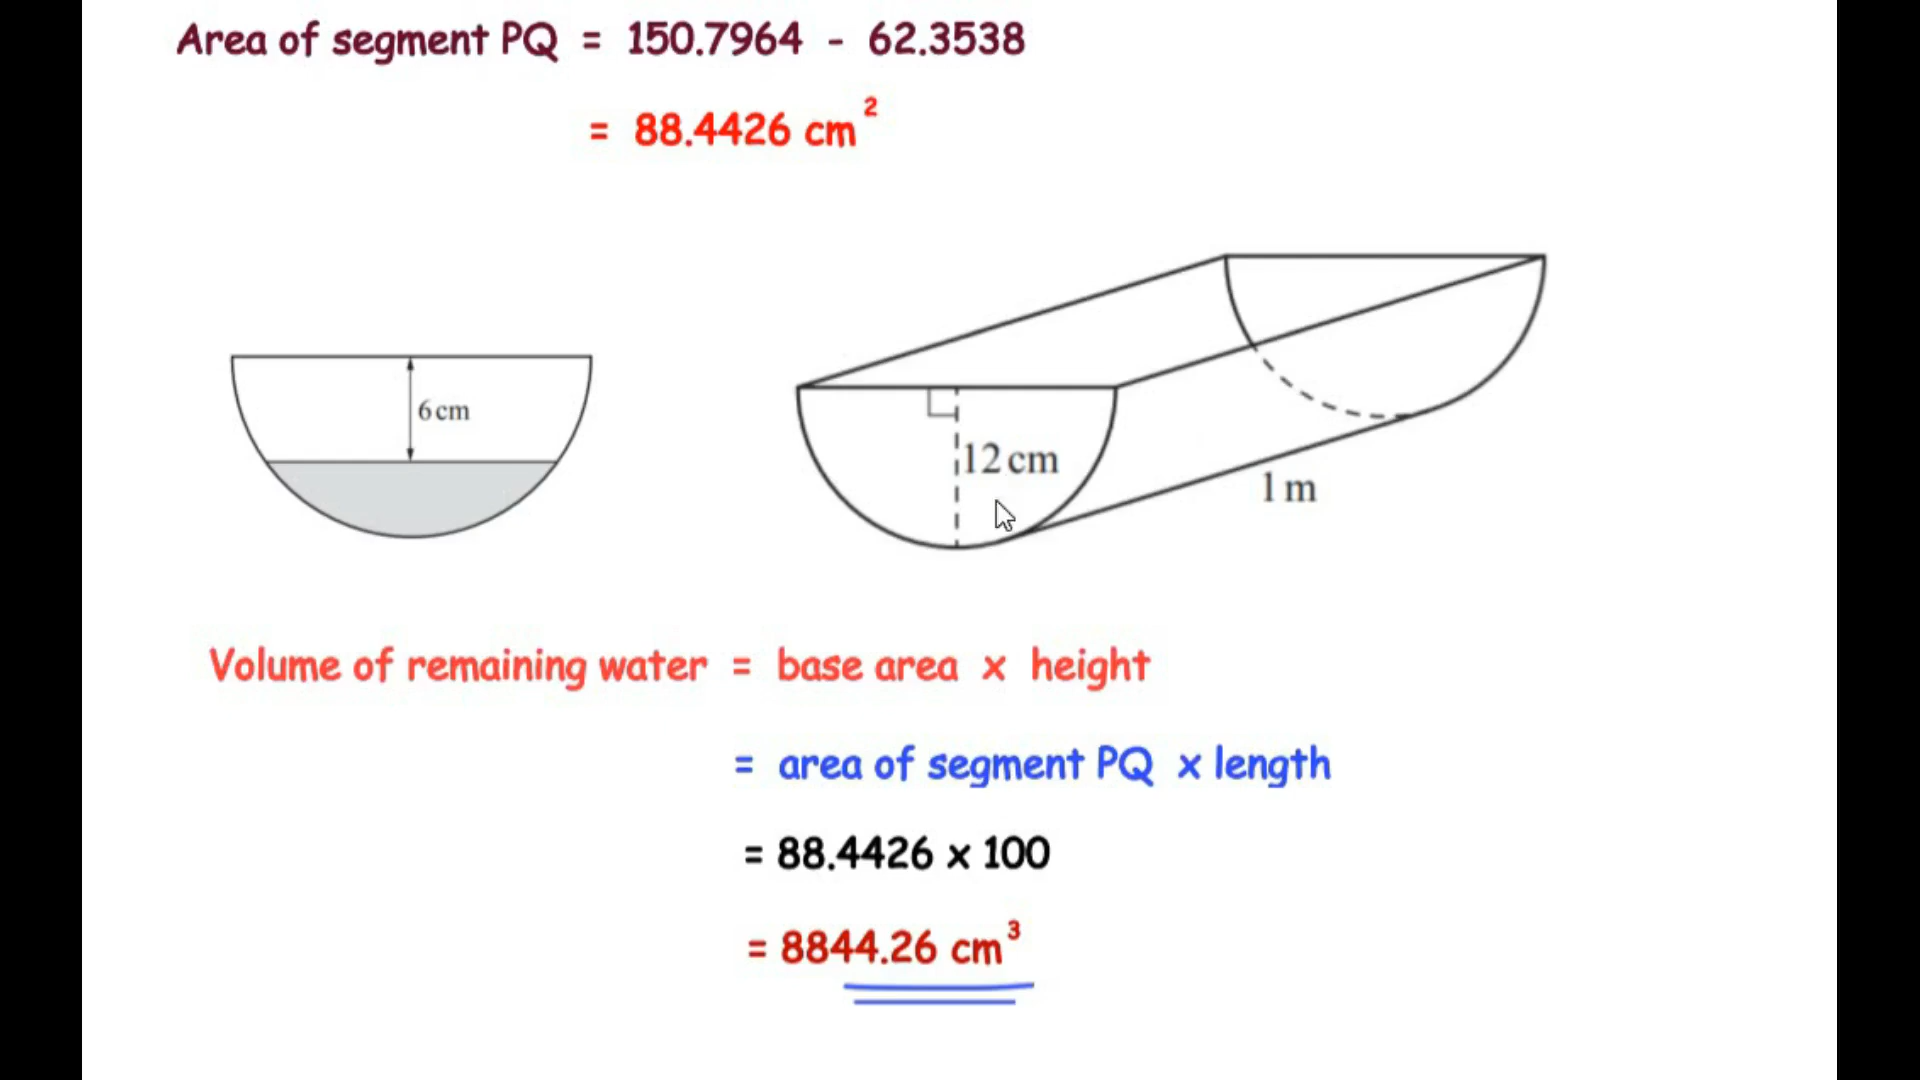 Area of segment PQ = 150.7964 - 62.3538
= 88.4426 cm²
6 cm
12 cm
1 m
Volume of remaining water = base area x height
= area of segment PQ x length
= 88.4426 x 100
= 8844.26 cm³